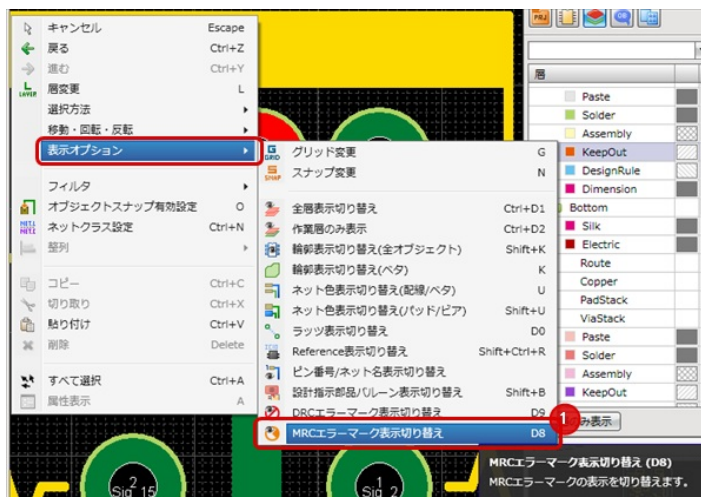 キャンセル Escape
戻る Ctrl+Z
進む Ctrl+Y
LAYER 層変更 L
選択方法
移動・回転・反転
表示オプション
フィルタ
オブジェクトスナップ有効設定 O
ネットクラス設定 Ctrl+N
整列
コピー Ctrl+C
切り取り Ctrl+X
貼り付け Ctrl+V
削除 Delete
すべて選択 Ctrl+A
属性表示 A
GRID グリッド変更 G
SNAP スナップ変更 N
全層表示切り替え Ctrl+D1
作業層のみ表示 Ctrl+D2
輪郭表示切り替え(全オブジェクト) Shift+K
輪郭表示切り替え(ベタ) K
ネット色表示切り替え(配線/ベタ) U
ネット色表示切り替え(パッド/ビア) Shift+U
ラッツ表示切り替え D0
Reference表示切り替え Shift+Ctrl+R
ピン番号/ネット名表示切り替え
設計指示部品バルーン表示切り替え Shift+B
DRCエラーマーク表示切り替え D9
MRCエラーマーク表示切り替え D8
1
PRJ
層
Paste
Solder
Assembly
KeepOut
DesignRule
Dimension
Bottom
Silk
Electric
Route
Copper
PadStack
ViaStack
Paste
Solder
Assembly
KeepOut
み表示
MRCエラーマーク表示切り替え (D8)
MRCエラーマークの表示を切り替えます。
2
Sig_15
1
Sig_2